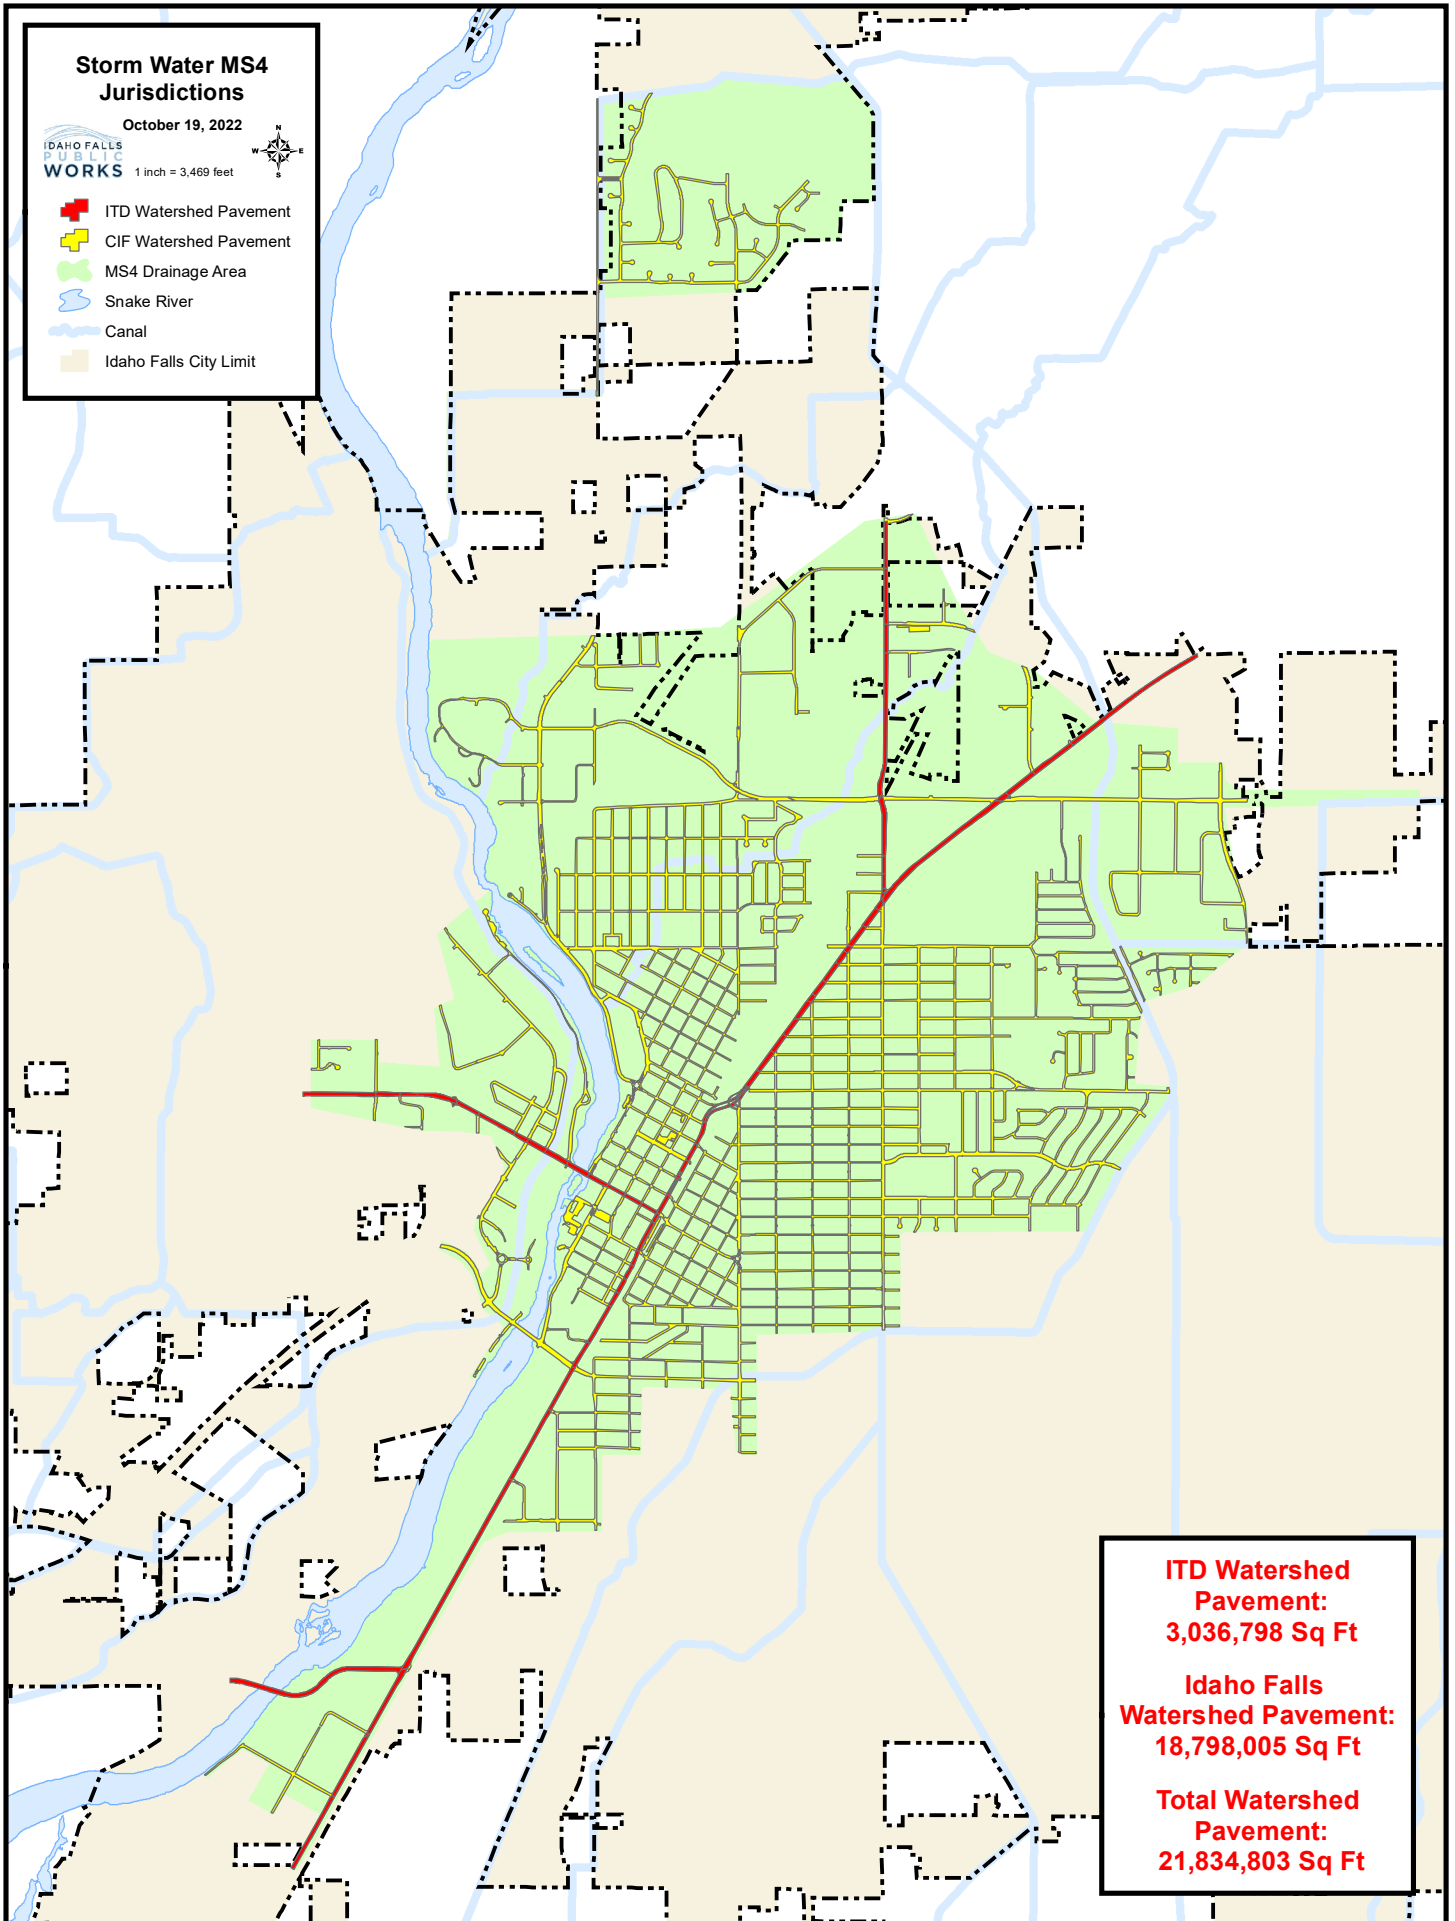 Storm Water MS4
Jurisdictions
October 19, 2022
IDAHO FALLS
PUBLIC
WORKS
N
W
E
S
1 inch = 3,469 feet
ITD Watershed Pavement
CIF Watershed Pavement
MS4 Drainage Area
Snake River
Canal
Idaho Falls City Limit
ITD Watershed
Pavement:
3,036,798 Sq Ft
Idaho Falls
Watershed Pavement:
18,798,005 Sq Ft
Total Watershed
Pavement:
21,834,803 Sq Ft